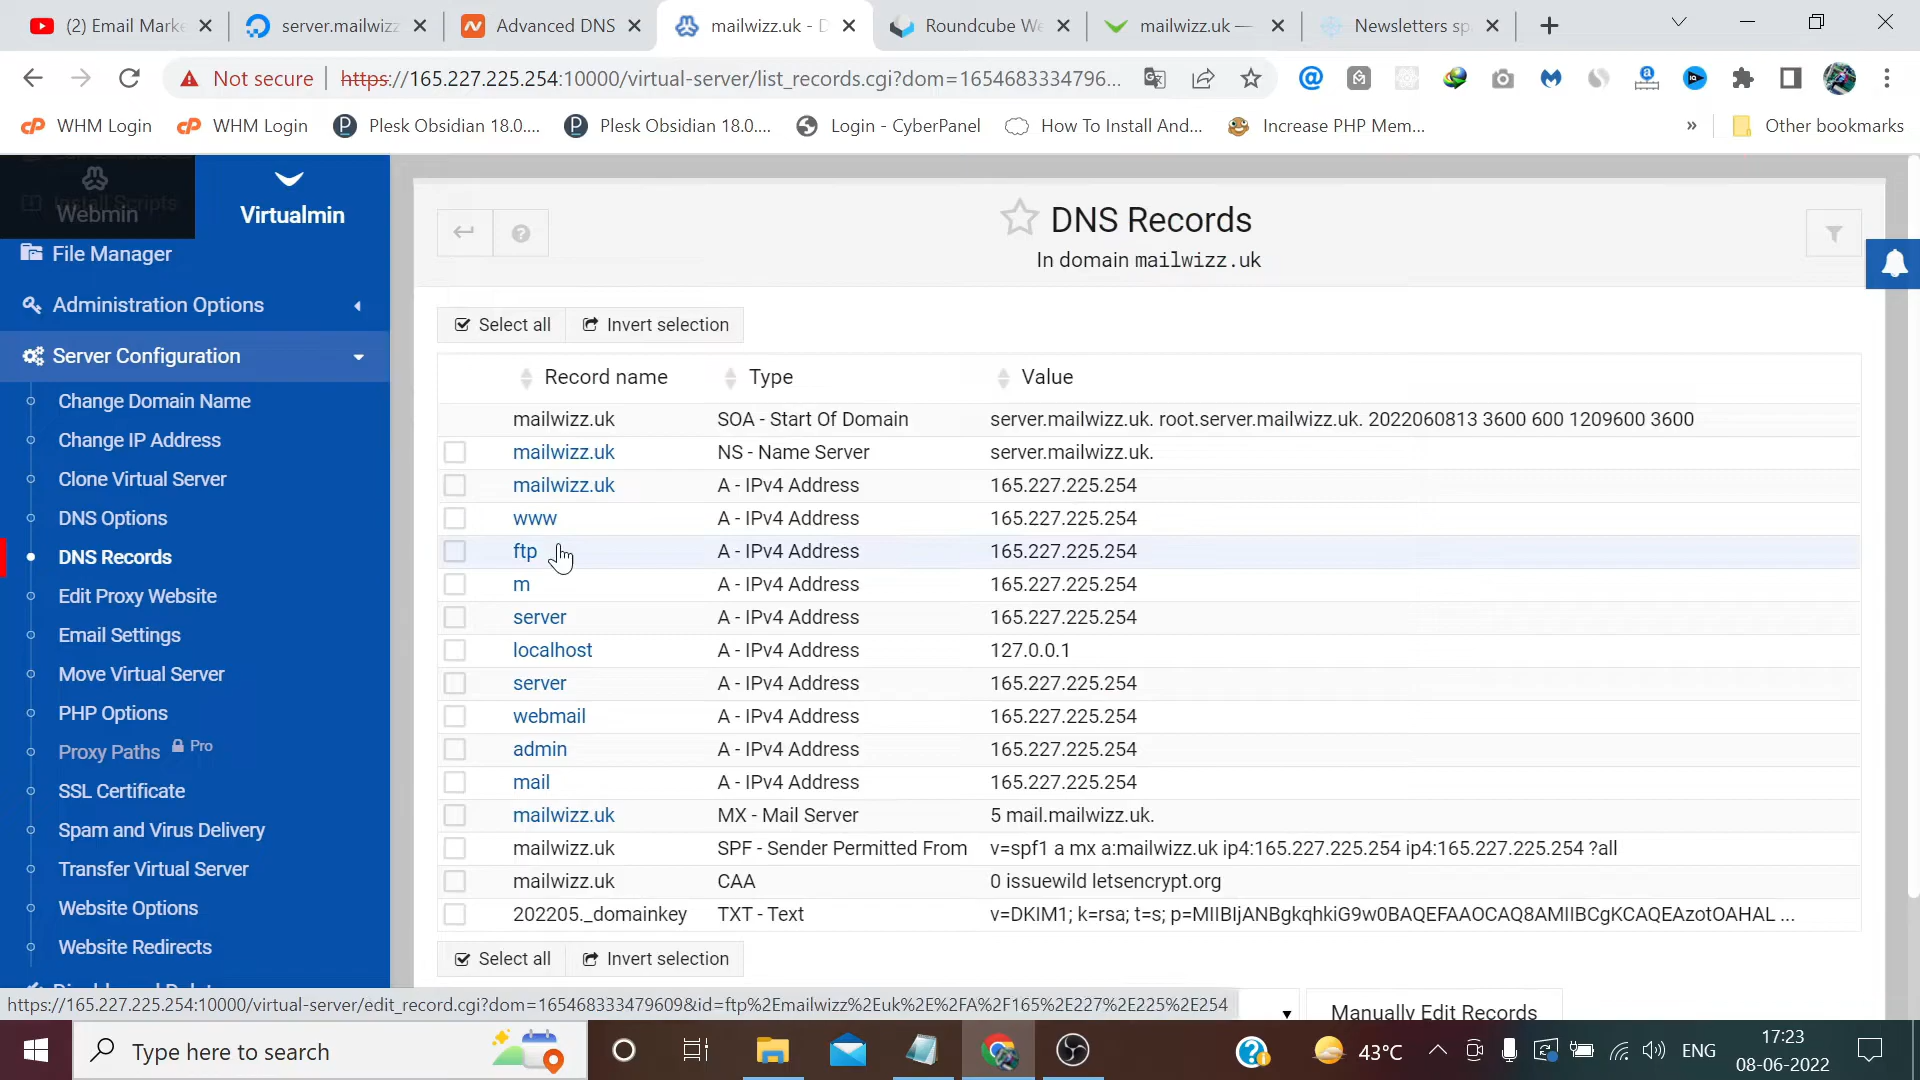 (2) Email Marke
server.mailwizz
Advanced DNS
mailwizz.uk - D
Roundcube We
mailwizz.uk —
Newsletters sp
Not secure
https://165.227.225.254:10000/virtual-server/list_records.cgi?dom=1654683334796...
WHM Login
WHM Login
Plesk Obsidian 18.0....
Plesk Obsidian 18.0....
Login - CyberPanel
How To Install And...
Increase PHP Mem...
»
Other bookmarks
Webmin
Virtualmin
Install Scripts
File Manager
Administration Options
Server Configuration
Change Domain Name
Change IP Address
Clone Virtual Server
DNS Options
DNS Records
Edit Proxy Website
Email Settings
Move Virtual Server
PHP Options
Proxy Paths Pro
SSL Certificate
Spam and Virus Delivery
Transfer Virtual Server
Website Options
Website Redirects
DNS Records
In domain mailwizz.uk
Select all
Invert selection
Record name Type Value
mailwizz.uk SOA - Start Of Domain server.mailwizz.uk. root.server.mailwizz.uk. 2022060813 3600 600 1209600 3600
mailwizz.uk NS - Name Server server.mailwizz.uk.
mailwizz.uk A - IPv4 Address 165.227.225.254
www A - IPv4 Address 165.227.225.254
ftp A - IPv4 Address 165.227.225.254
m A - IPv4 Address 165.227.225.254
server A - IPv4 Address 165.227.225.254
localhost A - IPv4 Address 127.0.0.1
server A - IPv4 Address 165.227.225.254
webmail A - IPv4 Address 165.227.225.254
admin A - IPv4 Address 165.227.225.254
mail A - IPv4 Address 165.227.225.254
mailwizz.uk MX - Mail Server 5 mail.mailwizz.uk.
mailwizz.uk SPF - Sender Permitted From v=spf1 a mx a:mailwizz.uk ip4:165.227.225.254 ip4:165.227.225.254 ?all
mailwizz.uk CAA 0 issuewild letsencrypt.org
202205._domainkey TXT - Text v=DKIM1; k=rsa; t=s; p=MIIBIjANBgkqhkiG9w0BAQEFAAOCAQ8AMIIBCgKCAQEAzotOAHAL ...
Select all
Invert selection
Manually Edit Records
https://165.227.225.254:10000/virtual-server/edit_record.cgi?dom=165468333479609&id=ftp%2Emailwizz%2Euk%2E%2FA%2F165%2E227%2E225%2E254
Type here to search
43°C
ENG
17:23
08-06-2022